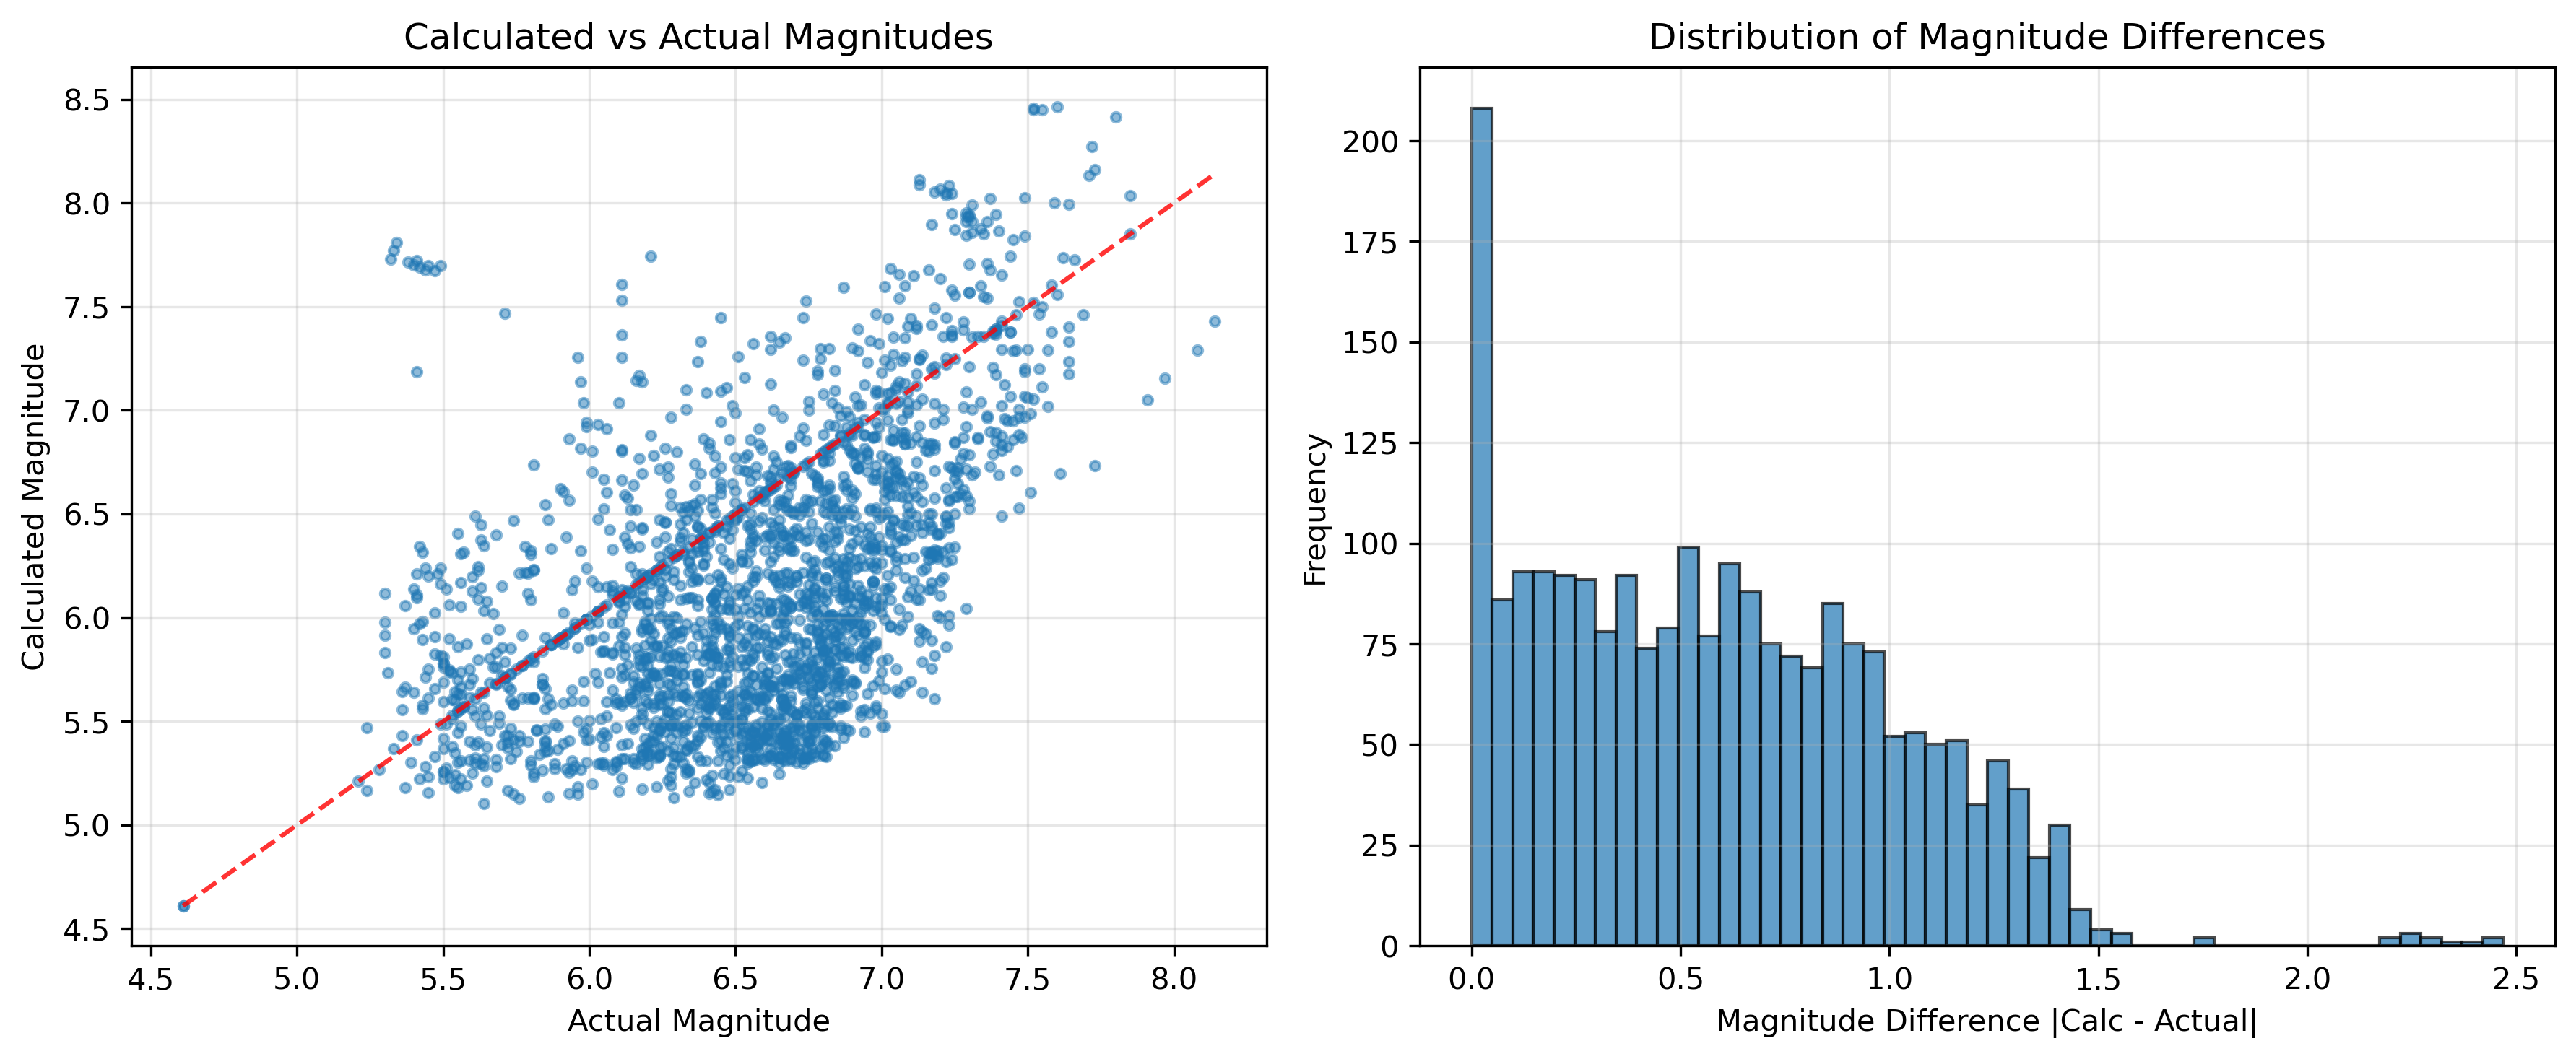 Calculated vs Actual Magnitudes
8.5
8.0
7.5
7.0
6.5
6.0
5.5
5.0
4.5
Calculated Magnitude
4.5 5.0 5.5 6.0 6.5 7.0 7.5 8.0
Actual Magnitude
Distribution of Magnitude Differences
200
175
150
125
100
75
50
25
0
Frequency
0.0 0.5 1.0 1.5 2.0 2.5
Magnitude Difference |Calc - Actual|